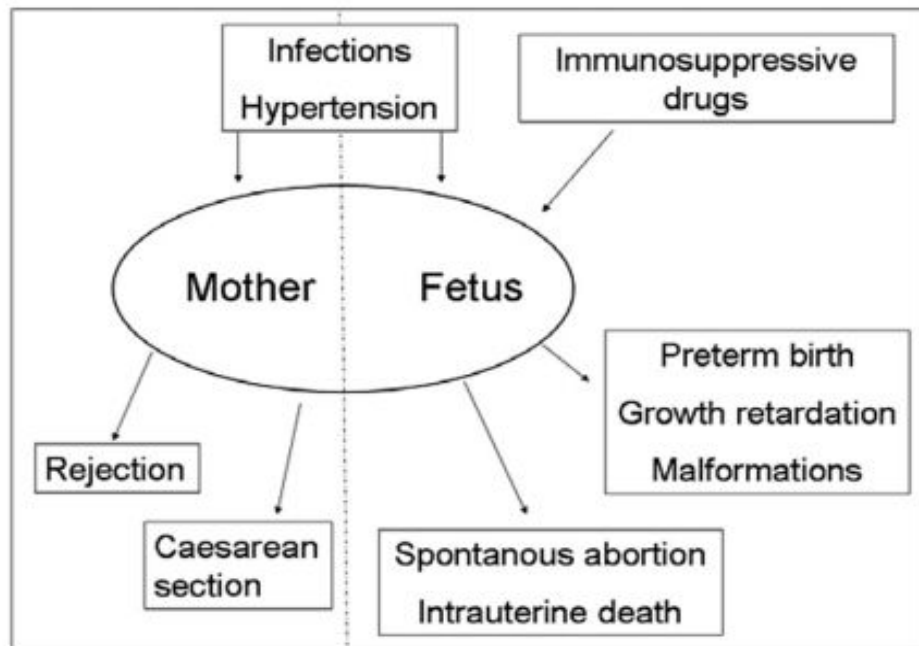 Infections
Hypertension
Immunosuppressive
drugs
Mother
Fetus
Preterm birth
Growth retardation
Malformations
Rejection
Caesarean
section
Spontanous abortion
Intrauterine death